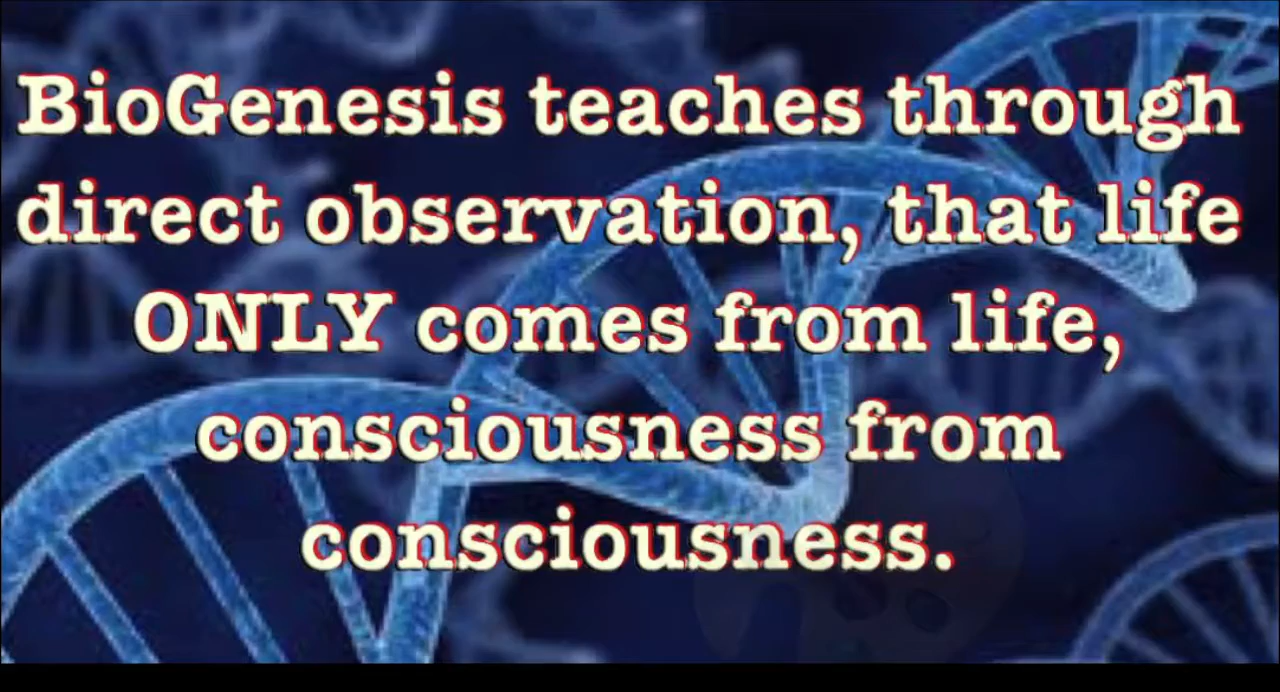 BioGenesis teaches through
direct observation, that life
ONLY comes from life,
consciousness from
consciousness.